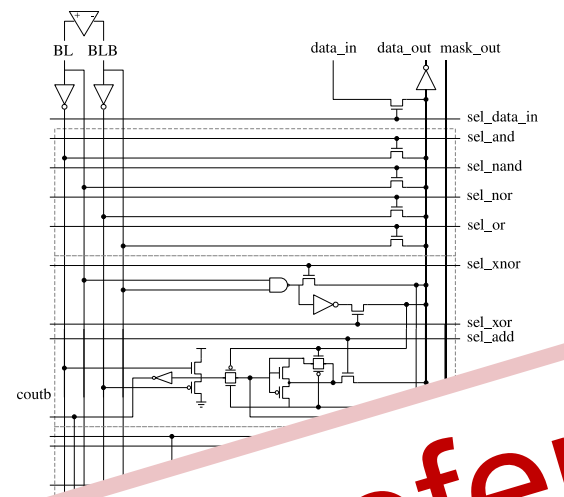 + -
BL BLB
data_in data_out mask_out
sel_data_in
sel_and
sel_nand
sel_nor
sel_or
sel_xnor
sel_xor
sel_add
coutb